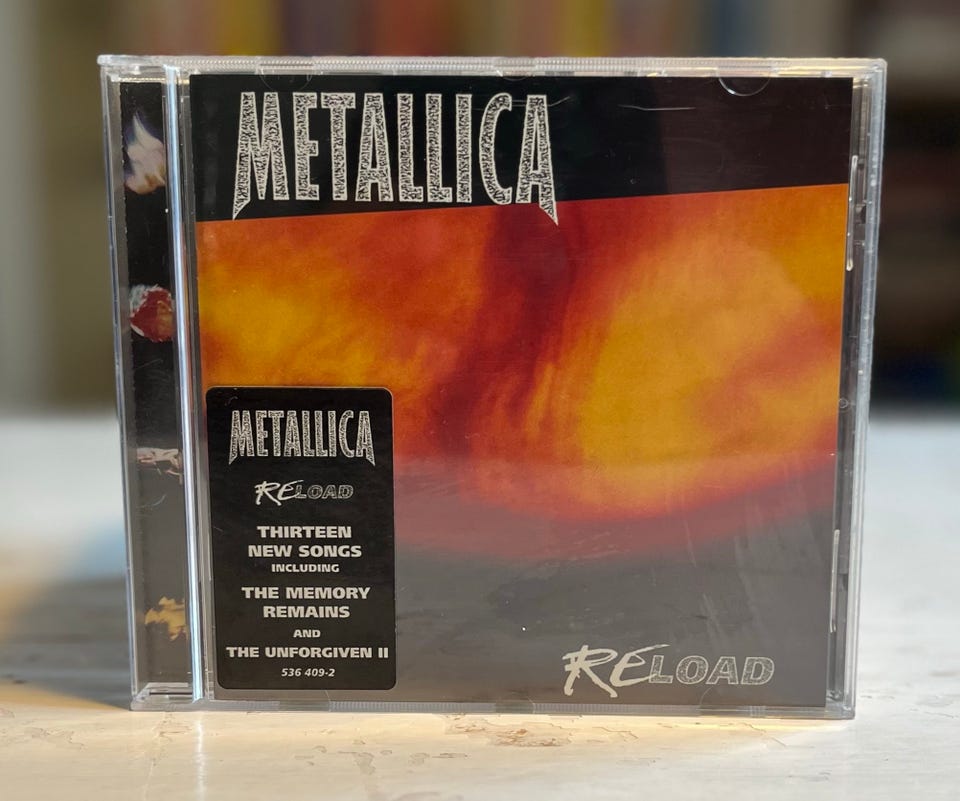 METALLICA
METALLICA
RELOAD
THIRTEEN
NEW SONGS
INCLUDING
THE MEMORY
REMAINS
AND
THE UNFORGIVEN II
536 409-2
RELOAD